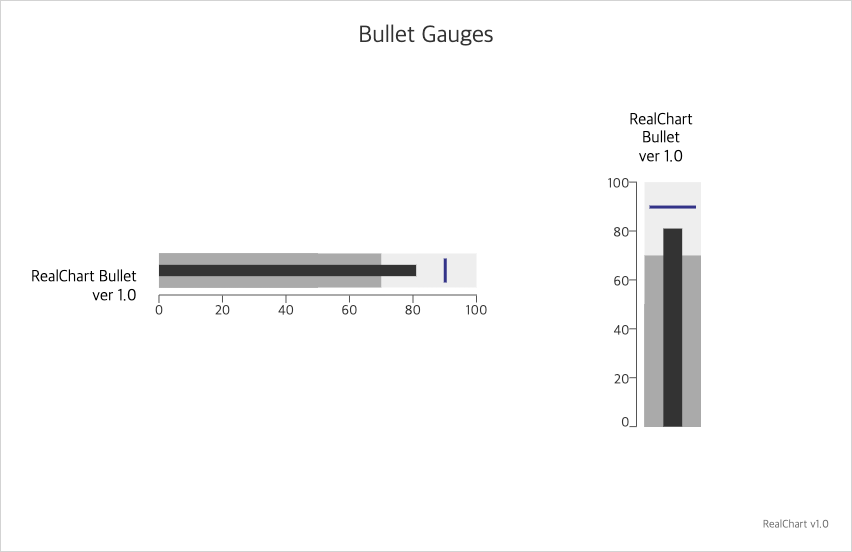 Bullet Gauges
RealChart Bullet
ver 1.0
0 20 40 60 80 100
RealChart
Bullet
ver 1.0
100
80
60
40
20
0
RealChart v1.0